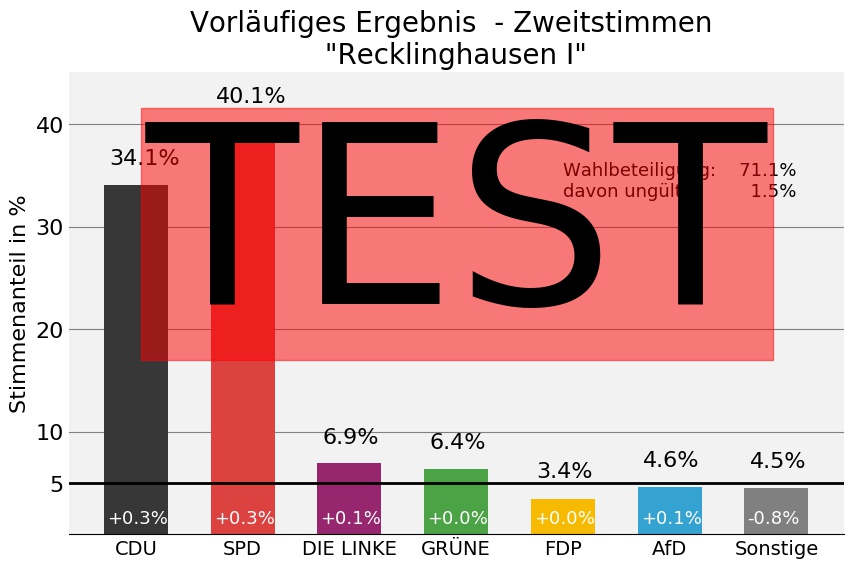 Vorläufiges Ergebnis - Zweitstimmen
"Recklinghausen I"
Stimmenanteil in %
40
30
20
10
5
34.1%
40.1%
6.9%
6.4%
3.4%
4.6%
4.5%
TEST
Wahlbeteiligung: 71.1%
davon ungült 1.5%
+0.3%
+0.3%
+0.1%
+0.0%
+0.0%
+0.1%
-0.8%
CDU
SPD
DIE LINKE
GRÜNE
FDP
AfD
Sonstige